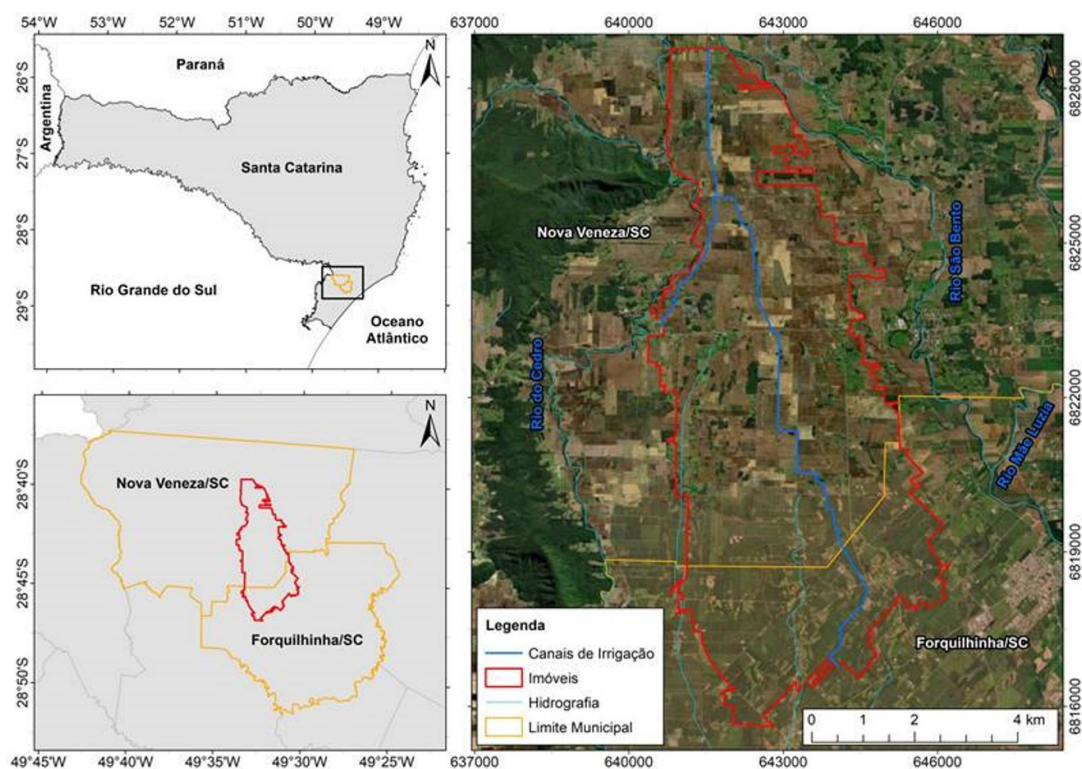 54°W 53°W 52°W 51°W 50°W 49°W
26°S
27°S
28°S
29°S
N
Paraná
Argentina
Santa Catarina
Rio Grande do Sul
Oceano
Atlântico
N
28°40'S
28°45'S
28°50'S
Nova Veneza/SC
Forquilhinha/SC
49°45'W 49°40'W 49°35'W 49°30'W 49°25'W
637000 640000 643000 646000
N
6828000
6825000
6822000
6819000
6816000
Nova Veneza/SC
Rio São Bento
Rio do Cedro
Rio Mãe Luzia
Forquilhinha/SC
Legenda
Canais de Irrigação
Imóveis
Hidrografia
Limite Municipal
0 1 2 4 km
637000 640000 643000 646000